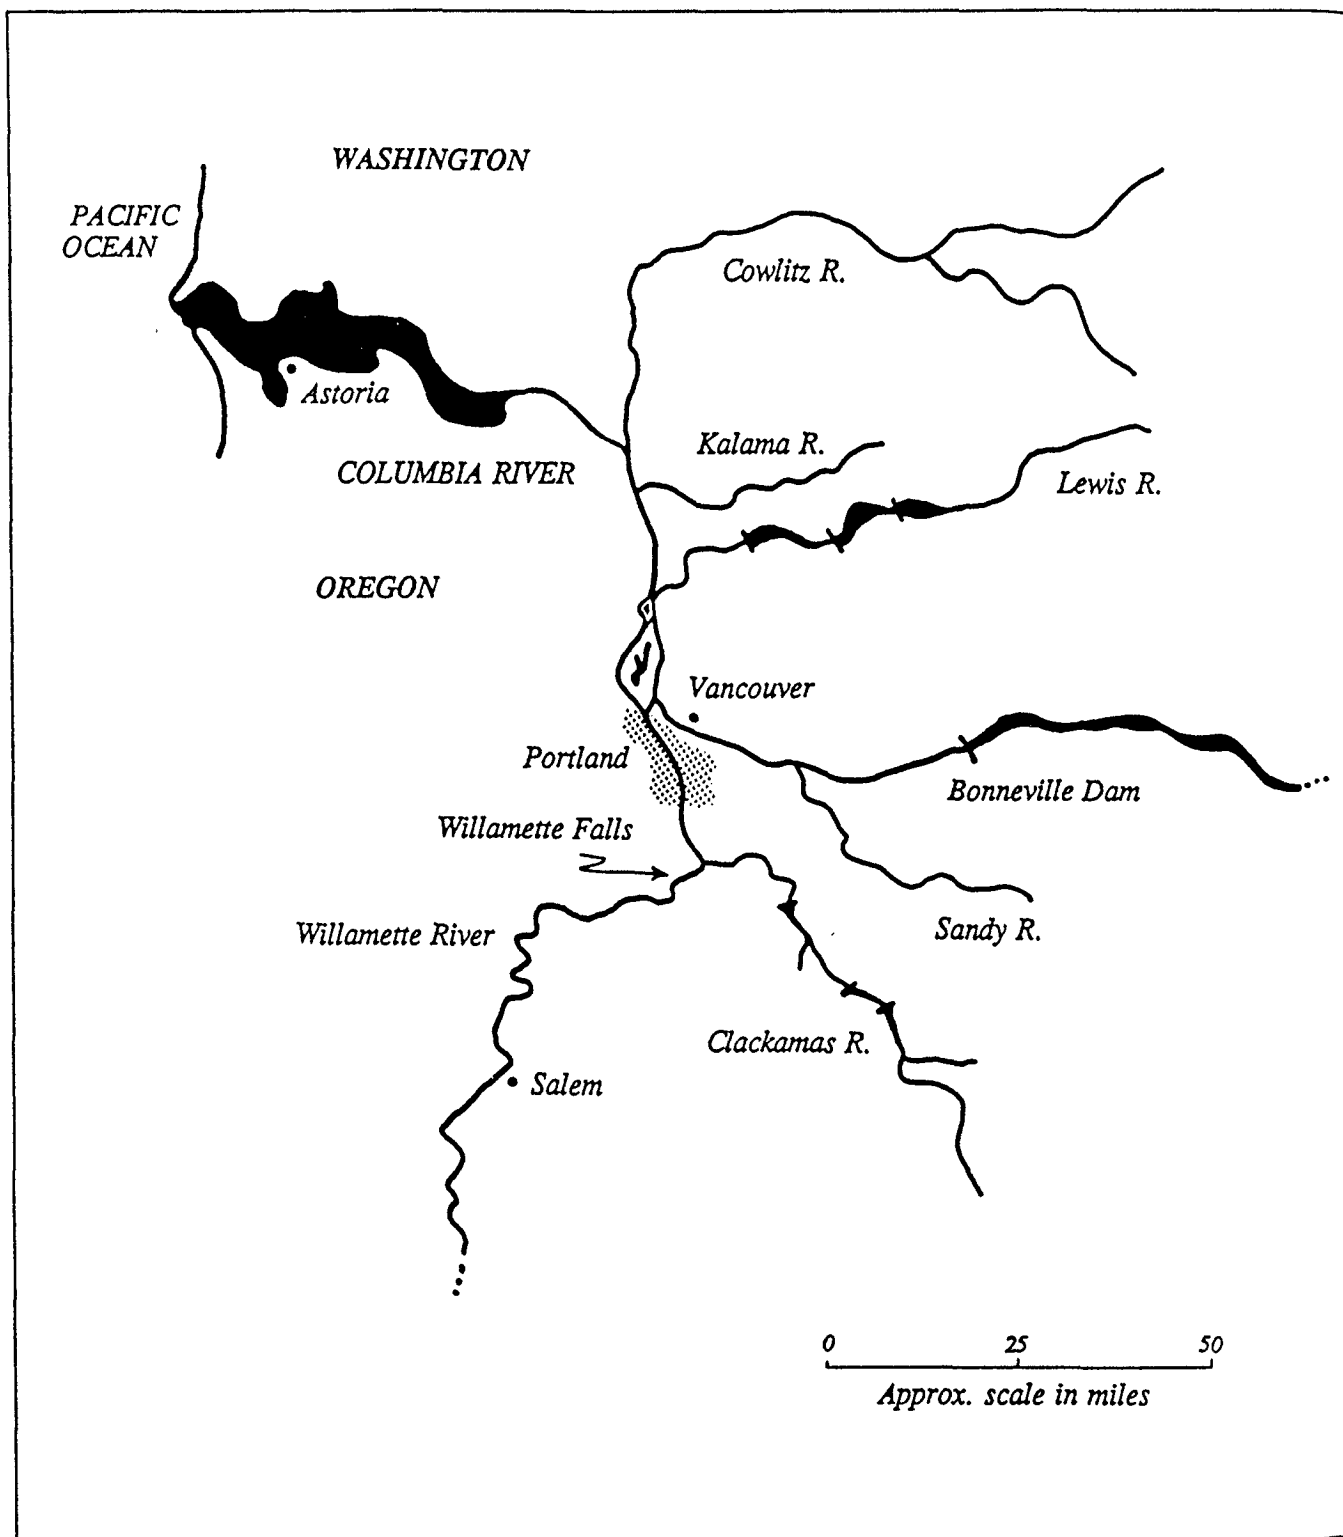 WASHINGTON
PACIFIC
OCEAN
Cowlitz R.
Astoria
Kalama R.
COLUMBIA RIVER
Lewis R.
OREGON
Vancouver
Portland
Bonneville Dam
Willamette Falls
Willamette River
Sandy R.
Clackamas R.
Salem
0 25 50
Approx. scale in miles